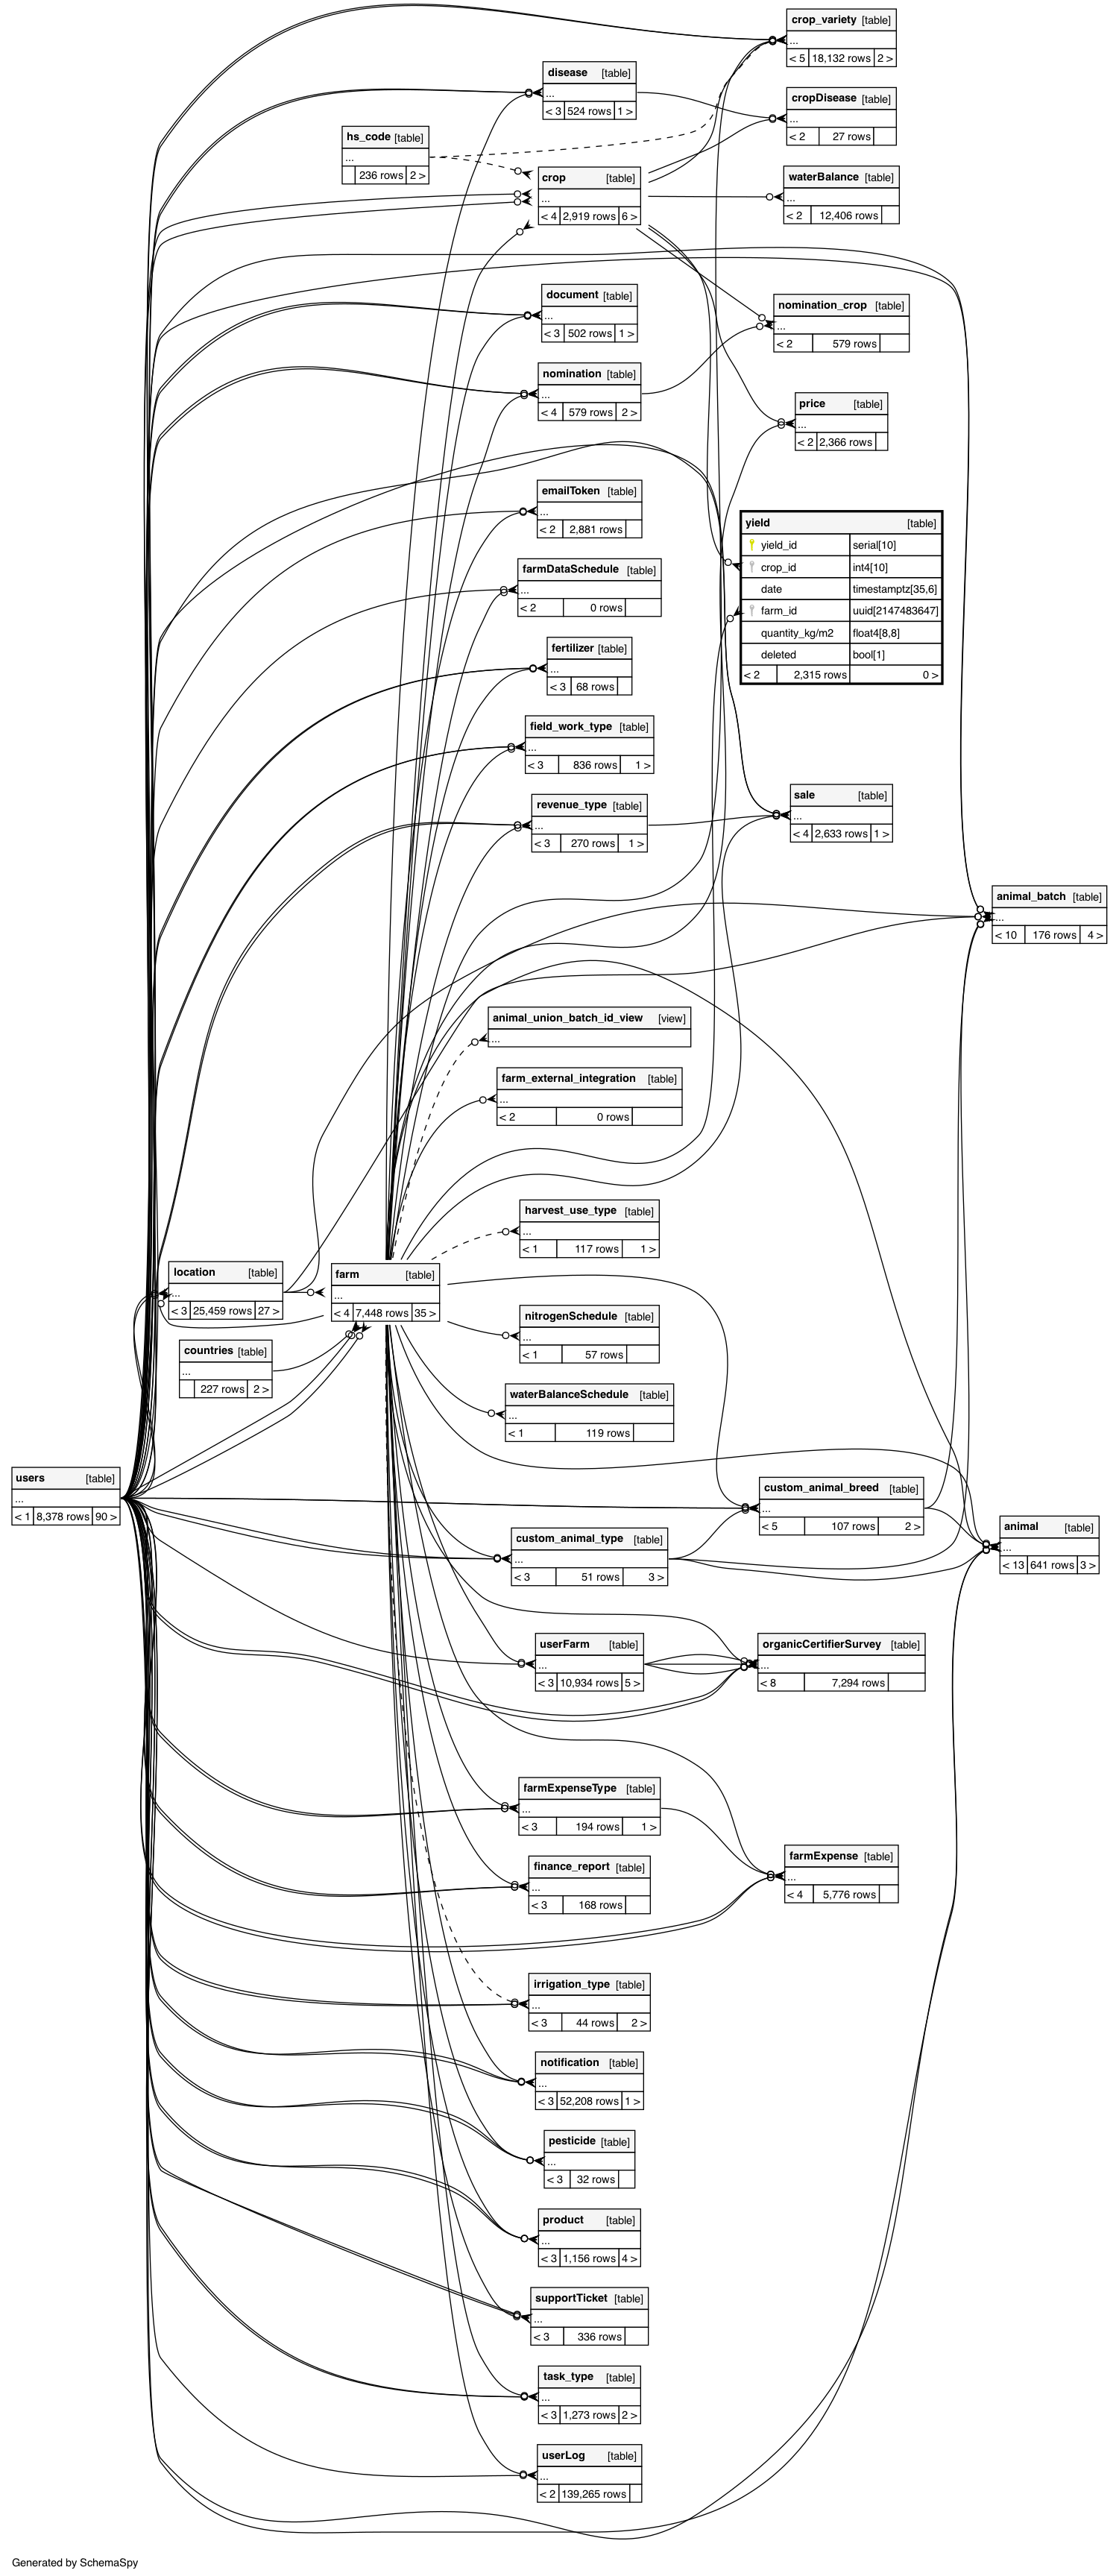 crop_variety [table]
...
< 5 18,132 rows 2 >
disease [table]
...
< 3 524 rows 1 >
cropDisease [table]
...
< 2 27 rows
hs_code [table]
...
236 rows 2 >
crop [table]
...
< 4 2,919 rows 6 >
waterBalance [table]
...
< 2 12,406 rows
document [table]
...
< 3 502 rows 1 >
nomination_crop [table]
...
< 2 579 rows
nomination [table]
...
< 4 579 rows 2 >
price [table]
...
< 2 2,366 rows
emailToken [table]
...
< 2 2,881 rows
yield [table]
yield_id serial[10]
crop_id int4[10]
date timestamptz[35,6]
farm_id uuid[2147483647]
quantity_kg/m2 float4[8,8]
deleted bool[1]
< 2 2,315 rows 0 >
farmDataSchedule [table]
...
< 2 0 rows
fertilizer [table]
...
< 3 68 rows
field_work_type [table]
...
< 3 836 rows 1 >
revenue_type [table]
...
< 3 270 rows 1 >
sale [table]
...
< 4 2,633 rows 1 >
animal_batch [table]
...
< 10 176 rows 4 >
animal_union_batch_id_view [view]
...
farm_external_integration [table]
...
< 2 0 rows
harvest_use_type [table]
...
< 1 117 rows 1 >
location [table]
...
< 3 25,459 rows 27 >
farm [table]
...
< 4 7,448 rows 35 >
nitrogenSchedule [table]
...
< 1 57 rows
countries [table]
...
227 rows 2 >
waterBalanceSchedule [table]
...
< 1 119 rows
users [table]
...
< 1 8,378 rows 90 >
custom_animal_breed [table]
...
< 5 107 rows 2 >
custom_animal_type [table]
...
< 3 51 rows 3 >
animal [table]
...
< 13 641 rows 3 >
userFarm [table]
...
< 3 10,934 rows 5 >
organicCertifierSurvey [table]
...
< 8 7,294 rows
farmExpenseType [table]
...
< 3 194 rows 1 >
farmExpense [table]
...
< 4 5,776 rows
finance_report [table]
...
< 3 168 rows
irrigation_type [table]
...
< 3 44 rows 2 >
notification [table]
...
< 3 52,208 rows 1 >
pesticide [table]
...
< 3 32 rows
product [table]
...
< 3 1,156 rows 4 >
supportTicket [table]
...
< 3 336 rows
task_type [table]
...
< 3 1,273 rows 2 >
userLog [table]
...
< 2 139,265 rows
Generated by SchemaSpy